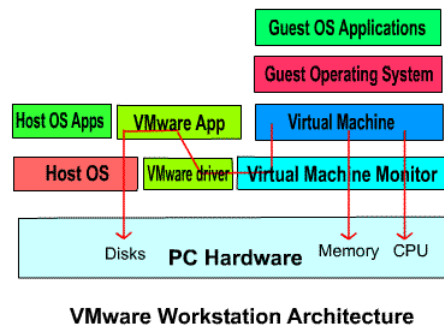 Guest OS Applications
Guest Operating System
Host OS Apps
VMware App
Virtual Machine
Host OS
VMware driver
Virtual Machine Monitor
Disks
PC Hardware
Memory
CPU
VMware Workstation Architecture